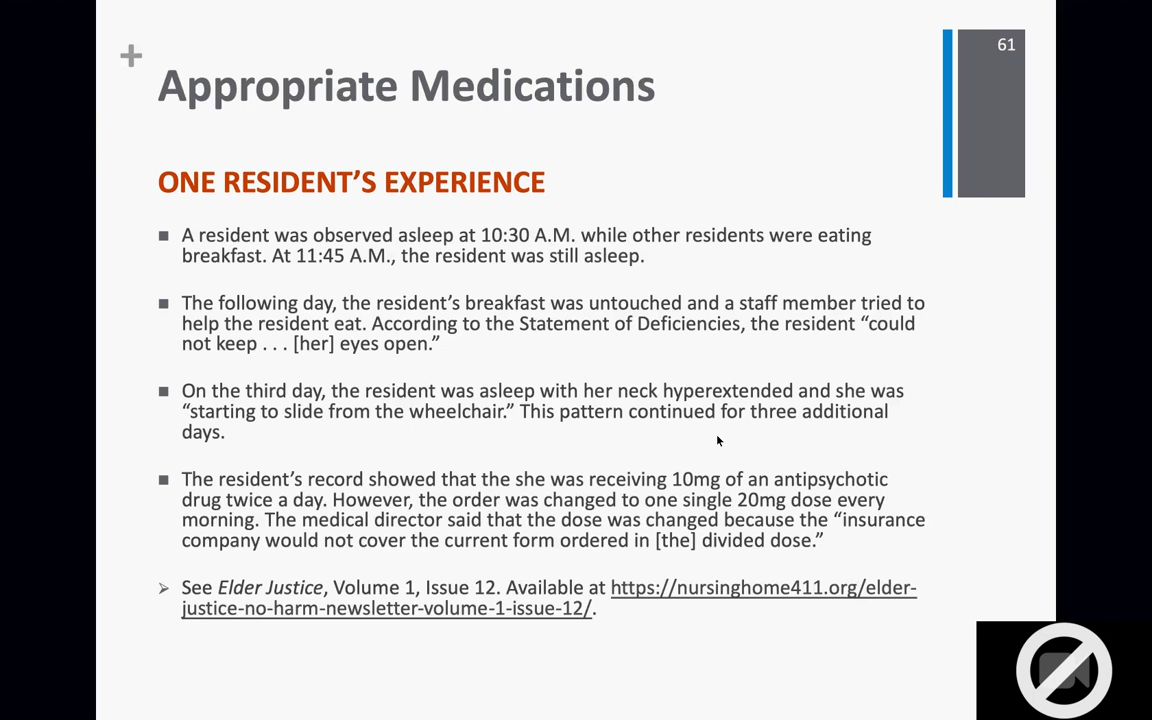 61
+
Appropriate Medications
ONE RESIDENT’S EXPERIENCE
■ A resident was observed asleep at 10:30 A.M. while other residents were eating
breakfast. At 11:45 A.M., the resident was still asleep.
■ The following day, the resident’s breakfast was untouched and a staff member tried to
help the resident eat. According to the Statement of Deficiencies, the resident “could
not keep . . . [her] eyes open.”
■ On the third day, the resident was asleep with her neck hyperextended and she was
“starting to slide from the wheelchair.” This pattern continued for three additional
days.
■ The resident’s record showed that the she was receiving 10mg of an antipsychotic
drug twice a day. However, the order was changed to one single 20mg dose every
morning. The medical director said that the dose was changed because the “insurance
company would not cover the current form ordered in [the] divided dose.”
➢ See Elder Justice, Volume 1, Issue 12. Available at https://nursinghome411.org/elder-
justice-no-harm-newsletter-volume-1-issue-12/.